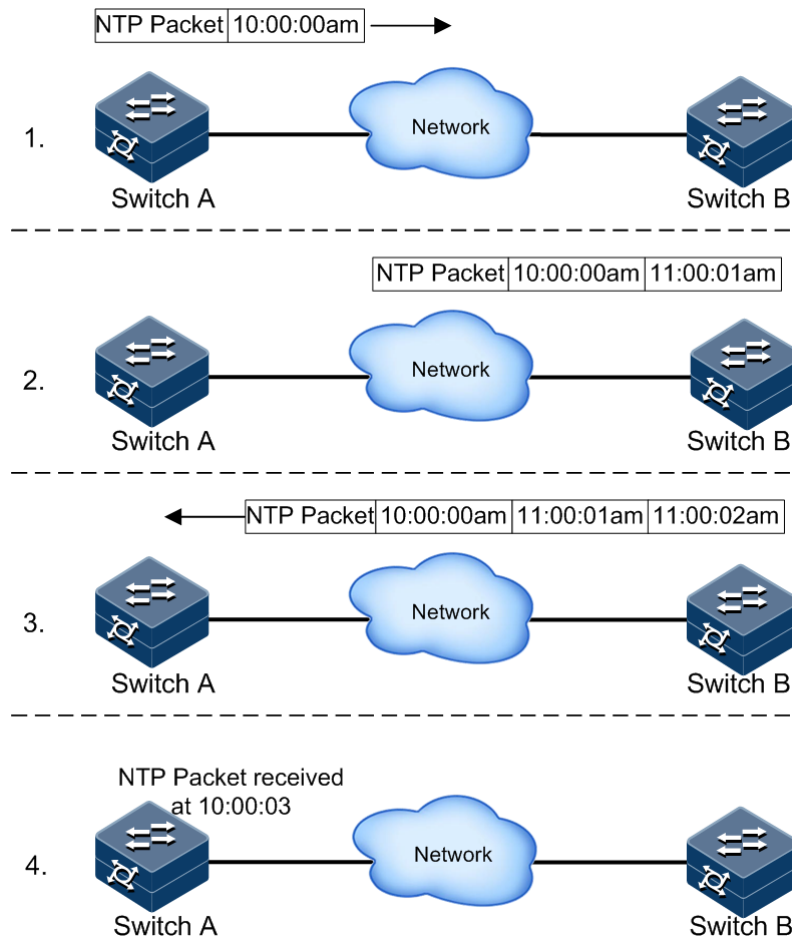 NTP Packet 10:00:00am
Network
1.
Switch A
Switch B
NTP Packet 10:00:00am 11:00:01am
Network
2.
Switch A
Switch B
NTP Packet 10:00:00am 11:00:01am 11:00:02am
Network
3.
Switch A
Switch B
NTP Packet received
at 10:00:03
Network
4.
Switch A
Switch B